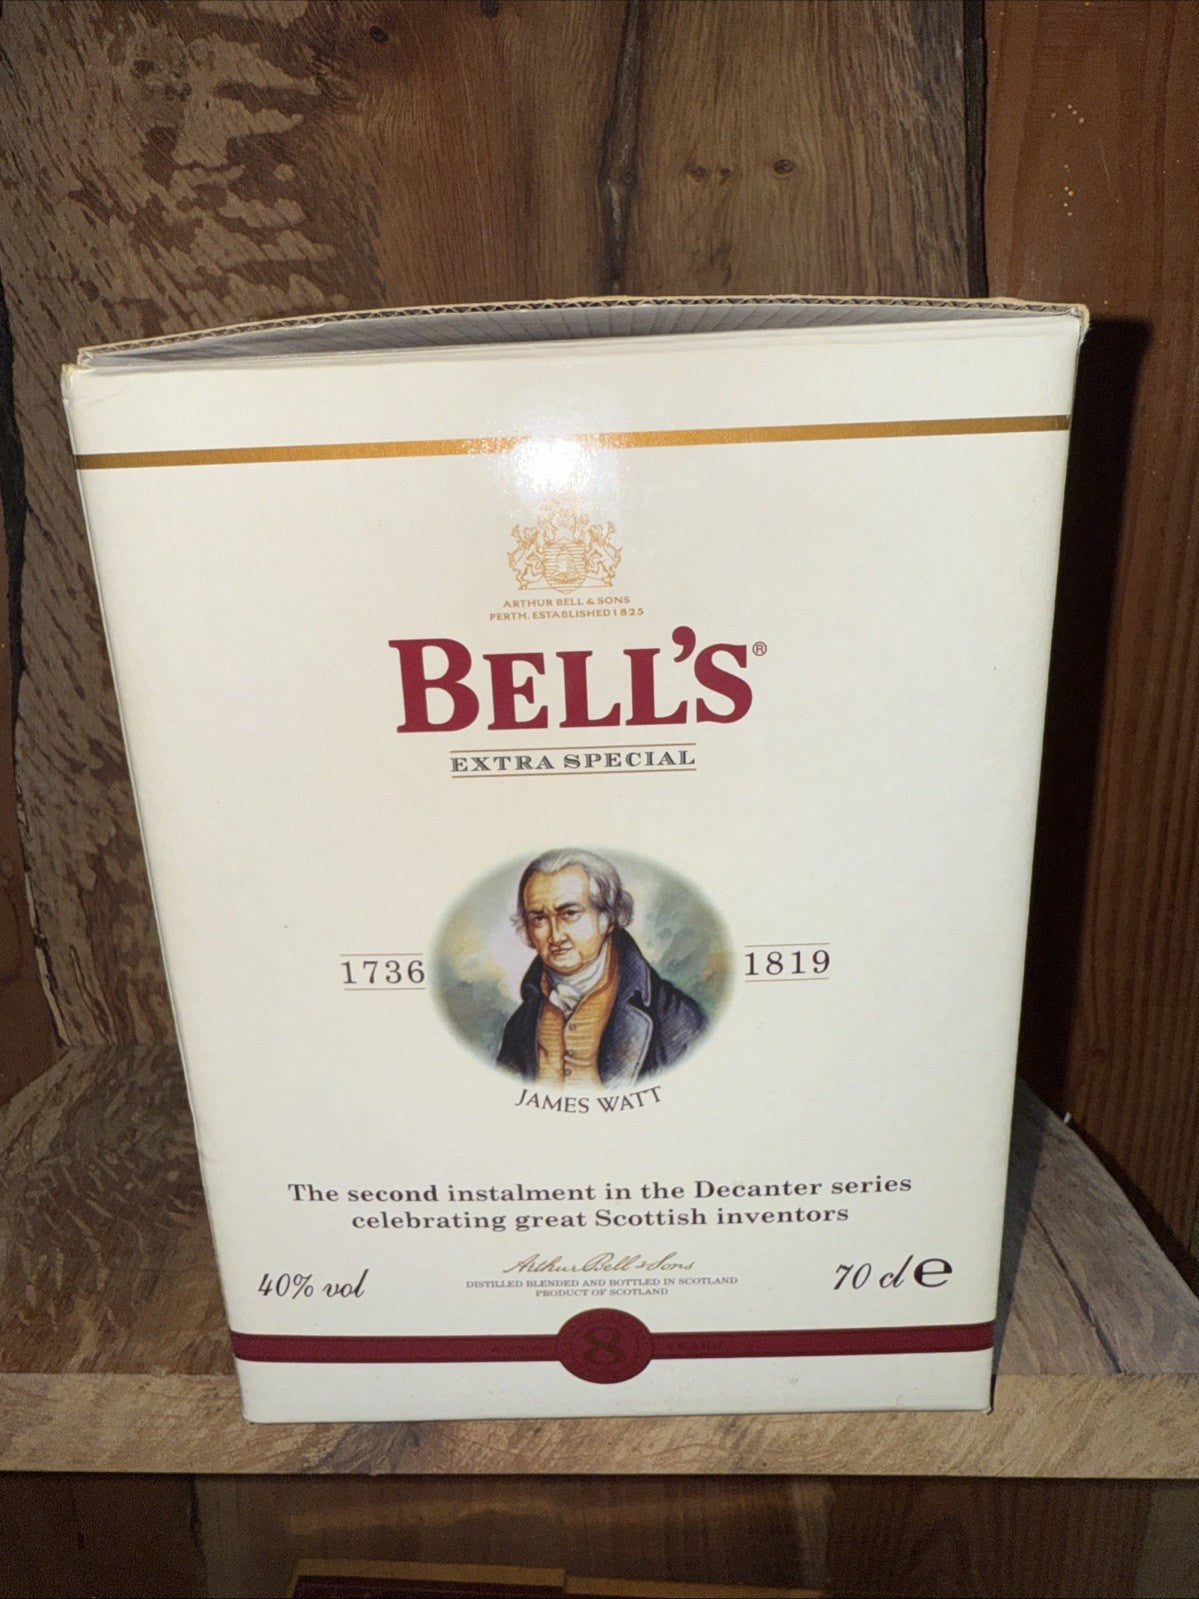 ARTHUR BELL & SONS
PERTH. ESTABLISHED 1825
BELL'S®
EXTRA SPECIAL
1736
1819
JAMES WATT
The second instalment in the Decanter series
celebrating great Scottish inventors
Arthur Bell & Sons
40% vol
DISTILLED BLENDED AND BOTTLED IN SCOTLAND
PRODUCT OF SCOTLAND
70 cl e
8